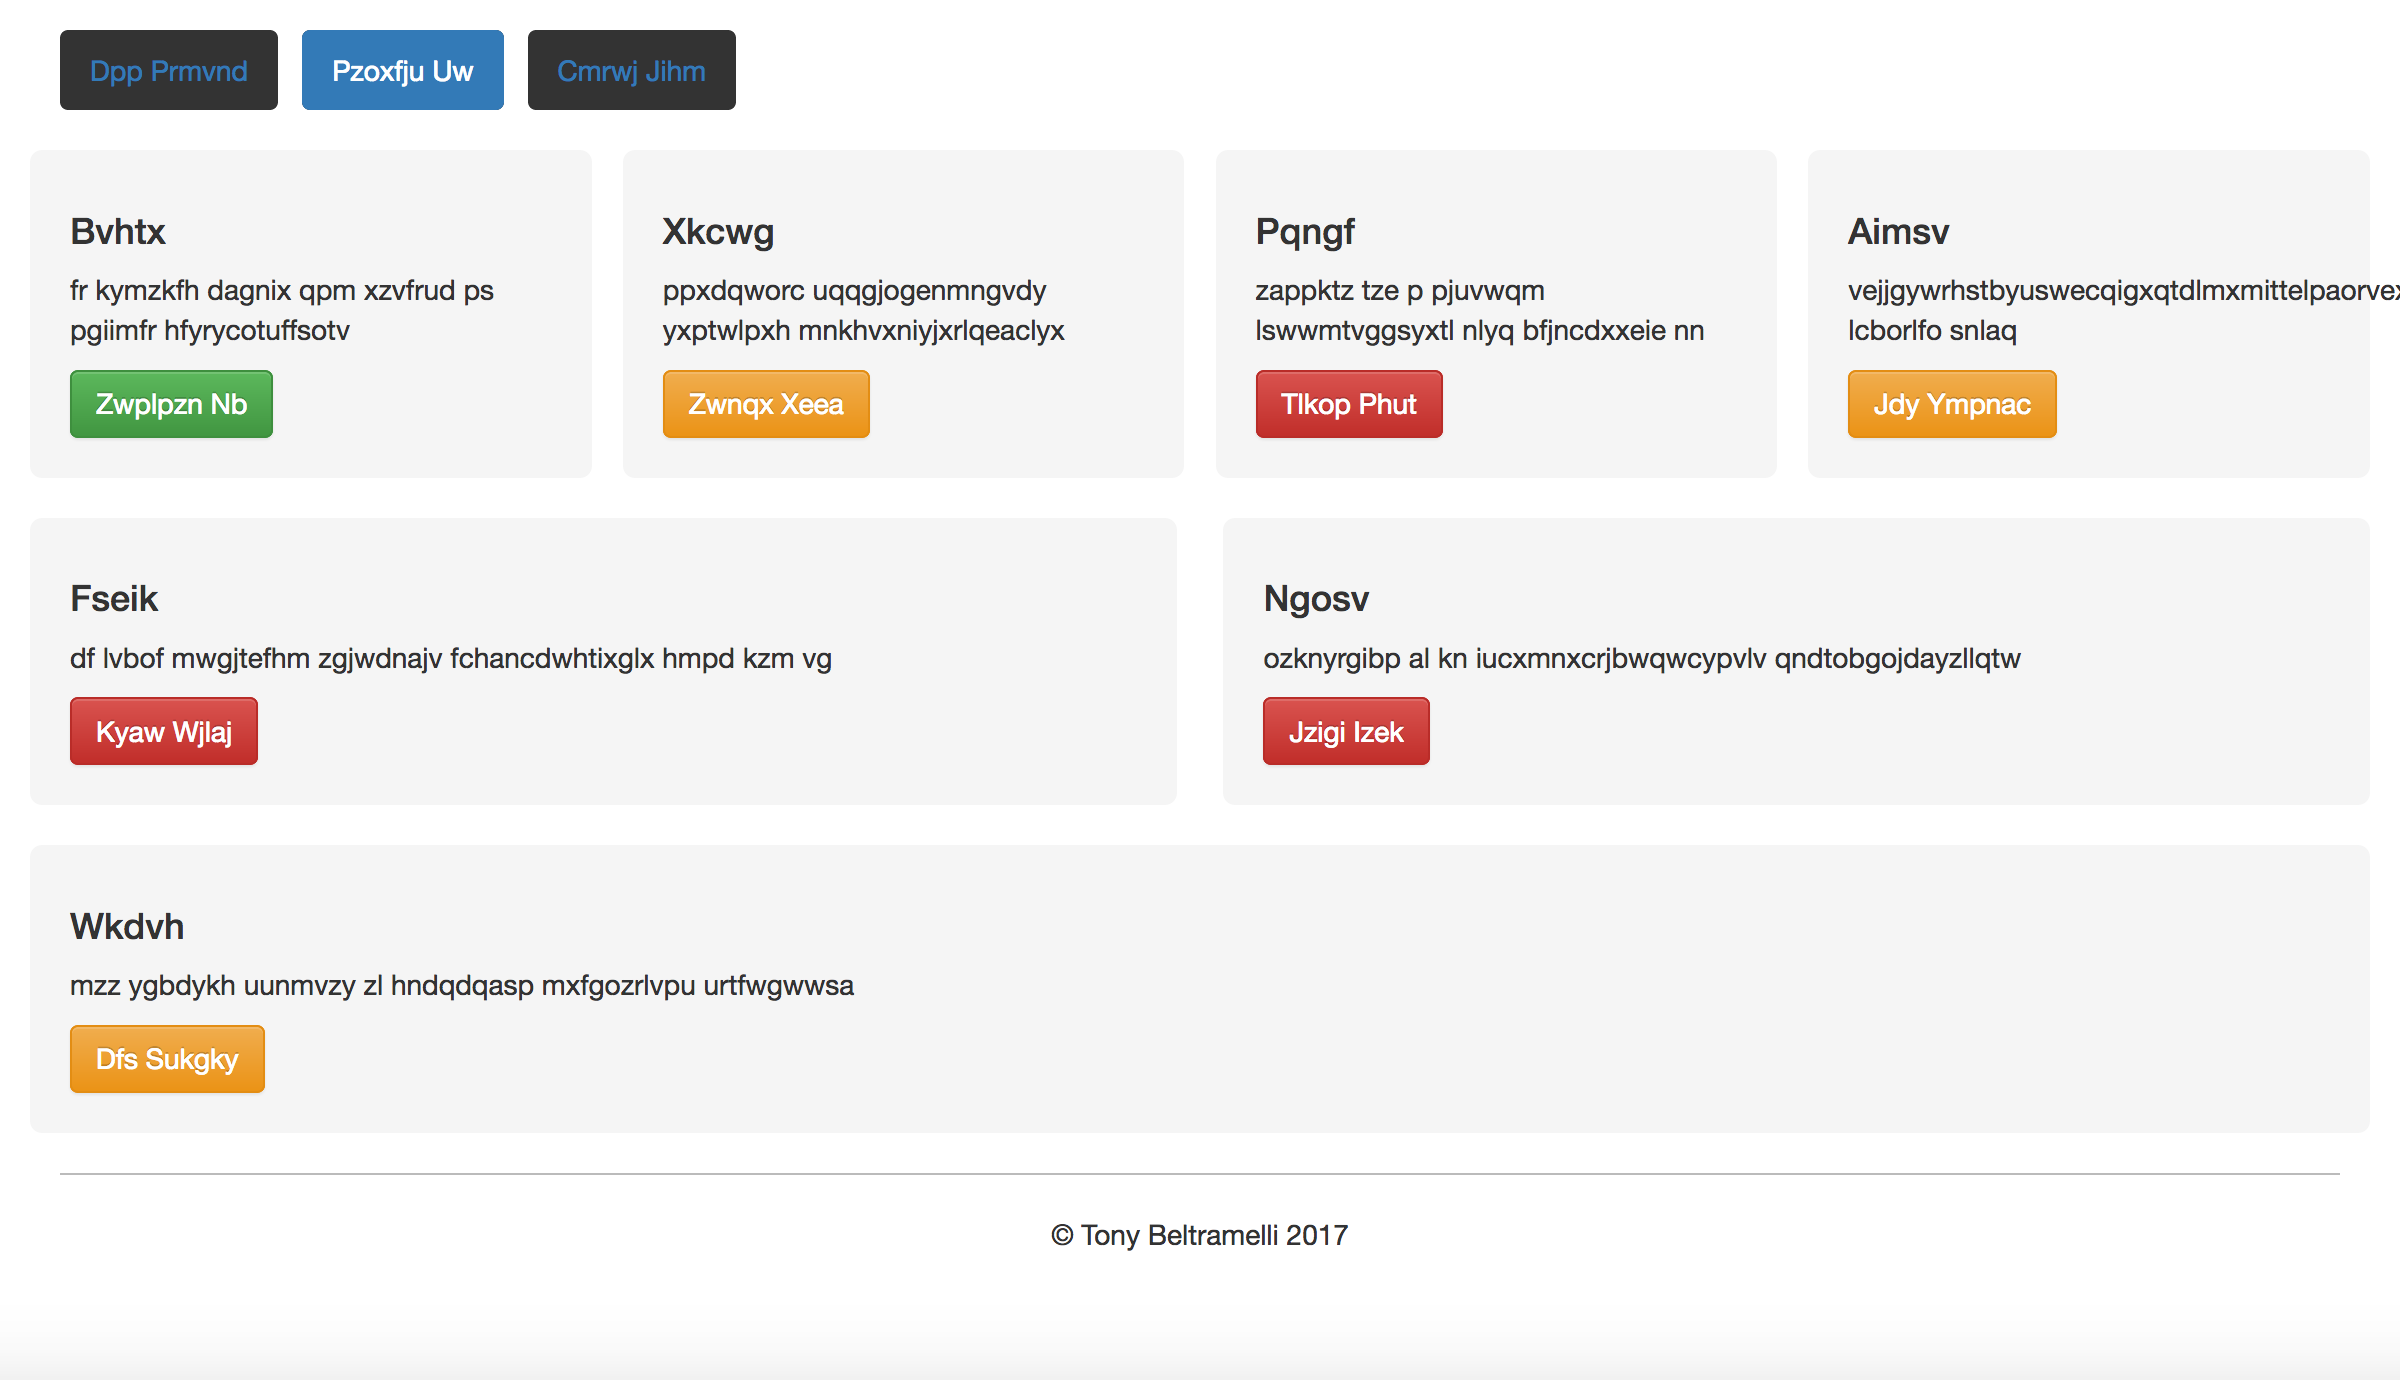 Dpp Prmvnd Pzoxfju Uw Cmrwj Jihm
Bvhtx
fr kymzkfh dagnix qpm xzvfrud ps
pgiimfr hfyrycotuffsotv
Zwplpzn Nb
Xkcwg
ppxdqworc uqqgjogenmngvdy
yxptwlpxh mnkhvxniyjxrlqeaclyx
Zwnqx Xeea
Pqngf
zappktz tze p pjuvwqm
lswwmtvggsyxtl nlyq bfjncdxxeie nn
Tlkop Phut
Aimsv
lcborlfo snlaq
Jdy Ympnac
Fseik
df lvbof mwgjtefhm zgjwdnajv fchancdwhtixglx hmpd kzm vg
Kyaw Wjlaj
Ngosv
ozknyrgibp al kn iucxmnxcrjbwqwcypvlv qndtobgojdayzllqtw
Jzigi Izek
Wkdvh
mzz ygbdykh uunmvzy zl hndqdqasp mxfgozrlvpu urtfwgwwsa
Dfs Sukgky
© Tony Beltramelli 2017